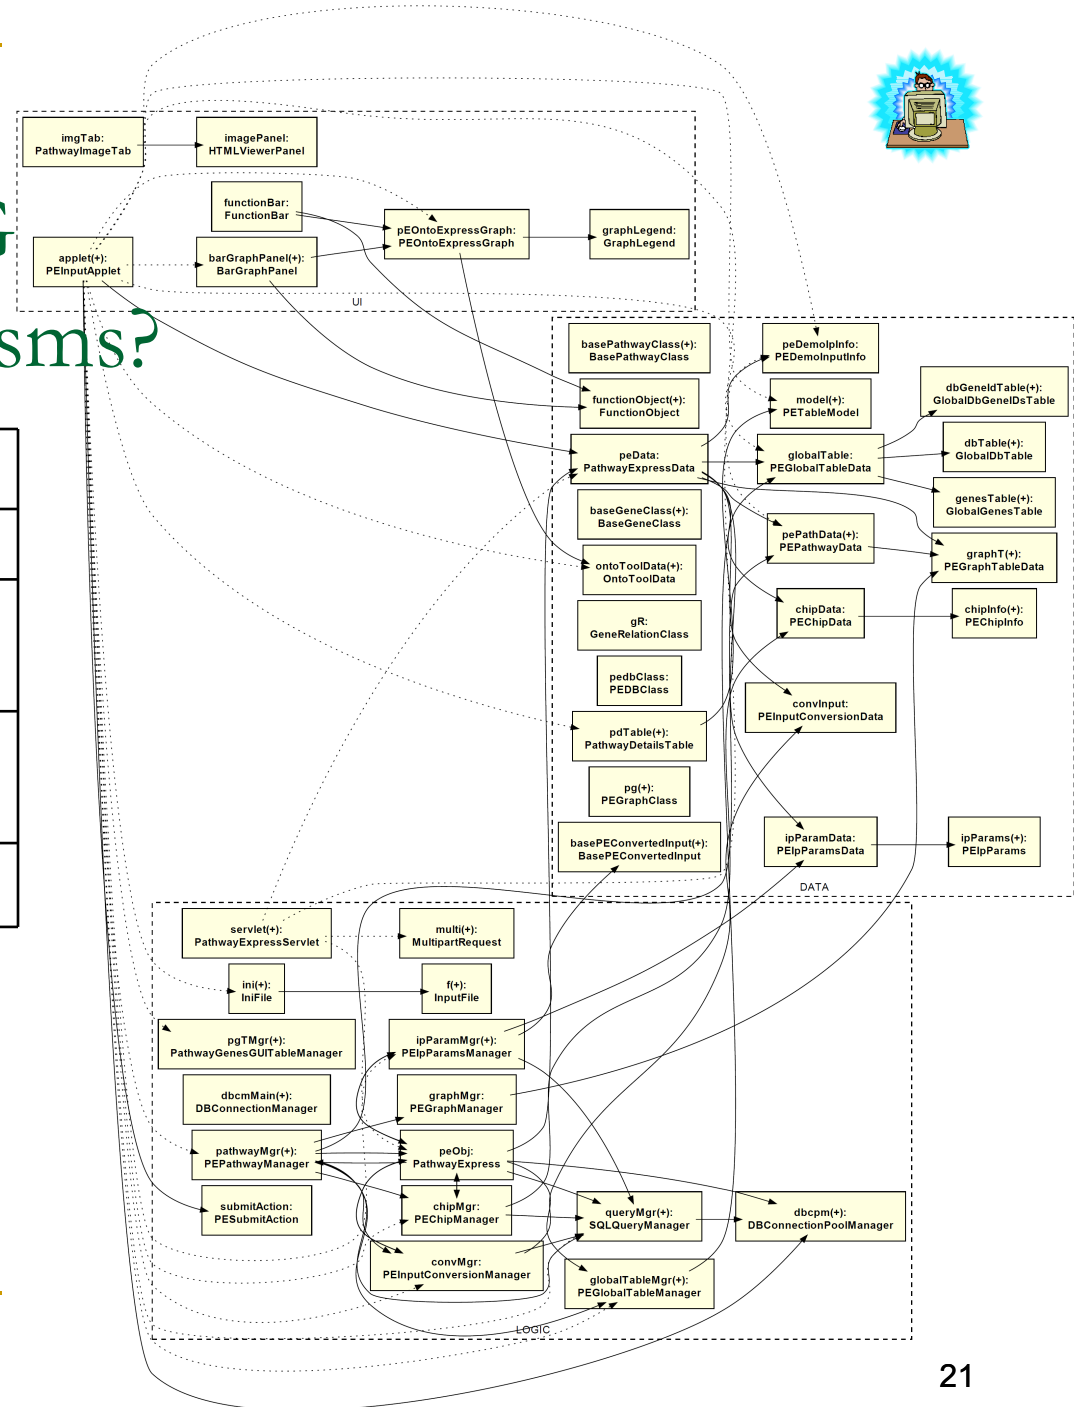 G
sms?
imgTab:
PathwayImageTab
imagePanel:
HTMLViewerPanel
functionBar:
FunctionBar
pEOntoExpressGraph:
PEOntoExpressGraph
graphLegend:
GraphLegend
applet(+):
PEInputApplet
barGraphPanel(+):
BarGraphPanel
UI
basePathwayClass(+):
BasePathwayClass
peDemoIpInfo:
PEDemoInputInfo
functionObject(+):
FunctionObject
model(+):
PETableModel
dbGeneIdTable(+):
GlobalDbGeneIDsTable
peData:
PathwayExpressData
globalTable:
PEGlobalTableData
dbTable(+):
GlobalDbTable
baseGeneClass(+):
BaseGeneClass
pePathData(+):
PEPathwayData
genesTable(+):
GlobalGenesTable
ontoToolData(+):
OntoToolData
graphT(+):
PEGraphTableData
gR:
GeneRelationClass
chipData:
PEChipData
chipInfo(+):
PEChipInfo
pedbClass:
PEDBClass
convInput:
PEInputConversionData
pdTable(+):
PathwayDetailsTable
pg(+):
PEGraphClass
basePEConvertedInput(+):
BasePEConvertedInput
ipParamData:
PEIpParamsData
ipParams(+):
PEIpParams
DATA
servlet(+):
PathwayExpressServlet
multi(+):
MultipartRequest
ini(+):
IniFile
f(+):
InputFile
pgTMgr(+):
PathwayGenesGUITableManager
ipParamMgr(+):
PEIpParamsManager
dbcmMain(+):
DBConnectionManager
graphMgr:
PEGraphManager
pathwayMgr(+):
PEPathwayManager
peObj:
PathwayExpress
submitAction:
PESubmitAction
chipMgr:
PEChipManager
queryMgr(+):
SQLQueryManager
dbcpm(+):
DBConnectionPoolManager
convMgr:
PEInputConversionManager
globalTableMgr(+):
PEGlobalTableManager
LOGIC
21